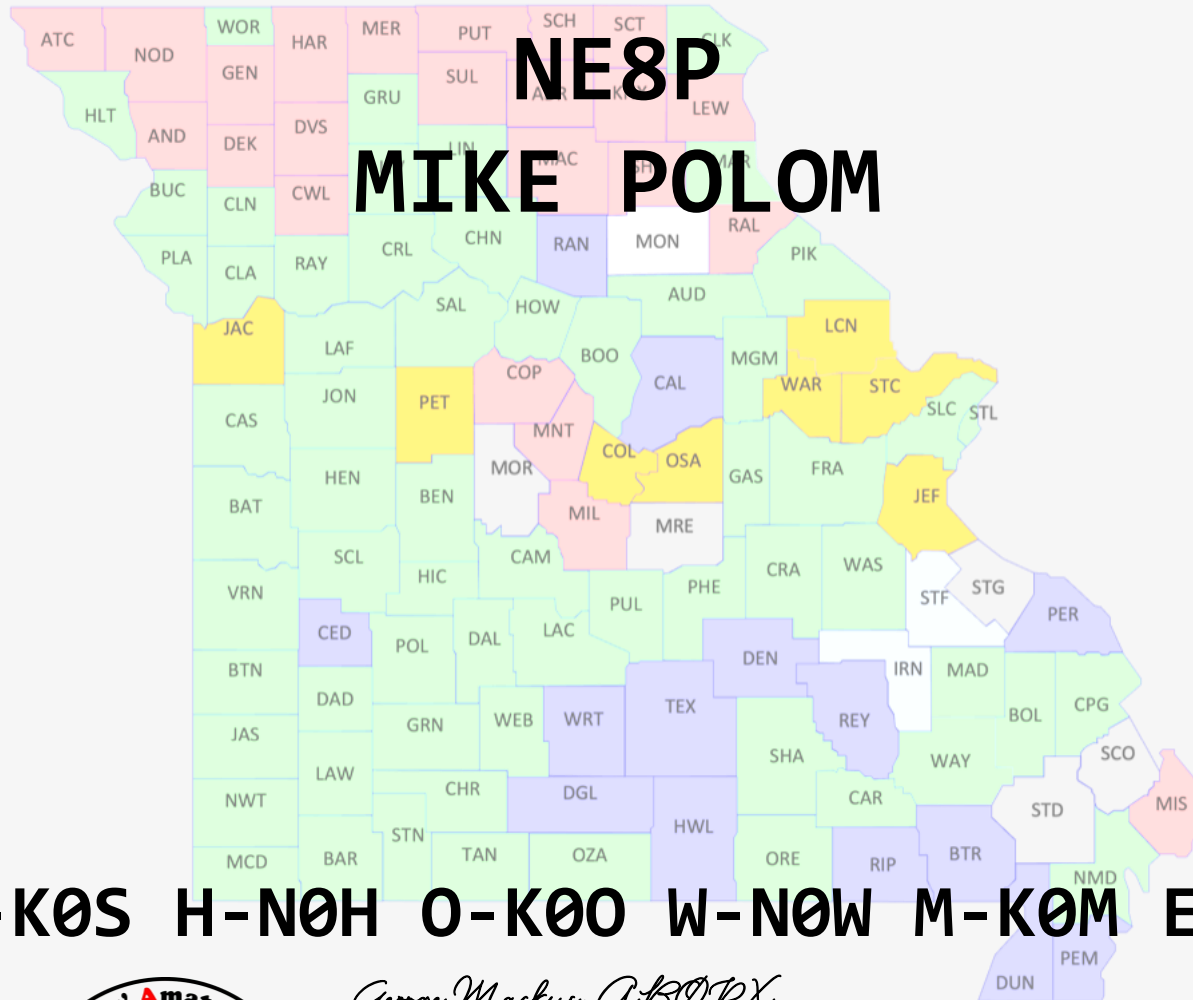 ATC NOD WOR HAR MER PUT SCH SCT CLK
NE8P
GEN SUL GRU LEW
HLT AND DEK DVS LIN MAC MAR
MIKE POLOM
BUC CLN CWL RAL
PLA CLA RAY CRL CHN RAN MON PIK
JAC LAF SAL HOW AUD LCN
BOO MGM
CAS JON PET COP CAL WAR STC SLC STL
MNT
BAT HEN BEN MOR COL OSA GAS FRA JEF
MIL MRE
VRN SCL HIC CAM PHE CRA WAS STF STG PER
CED POL DAL LAC PUL DEN IRN MAD
BTN DAD WEB WRT TEX REY BOL CPG
JAS GRN SHA WAY SCO
NWT LAW CHR DGL CAR STD MIS
MCD BAR STN TAN OZA HWL ORE RIP BTR NMD
-K0S H-N0H O-K0O W-N0W M-K0M E
PEM
DUN